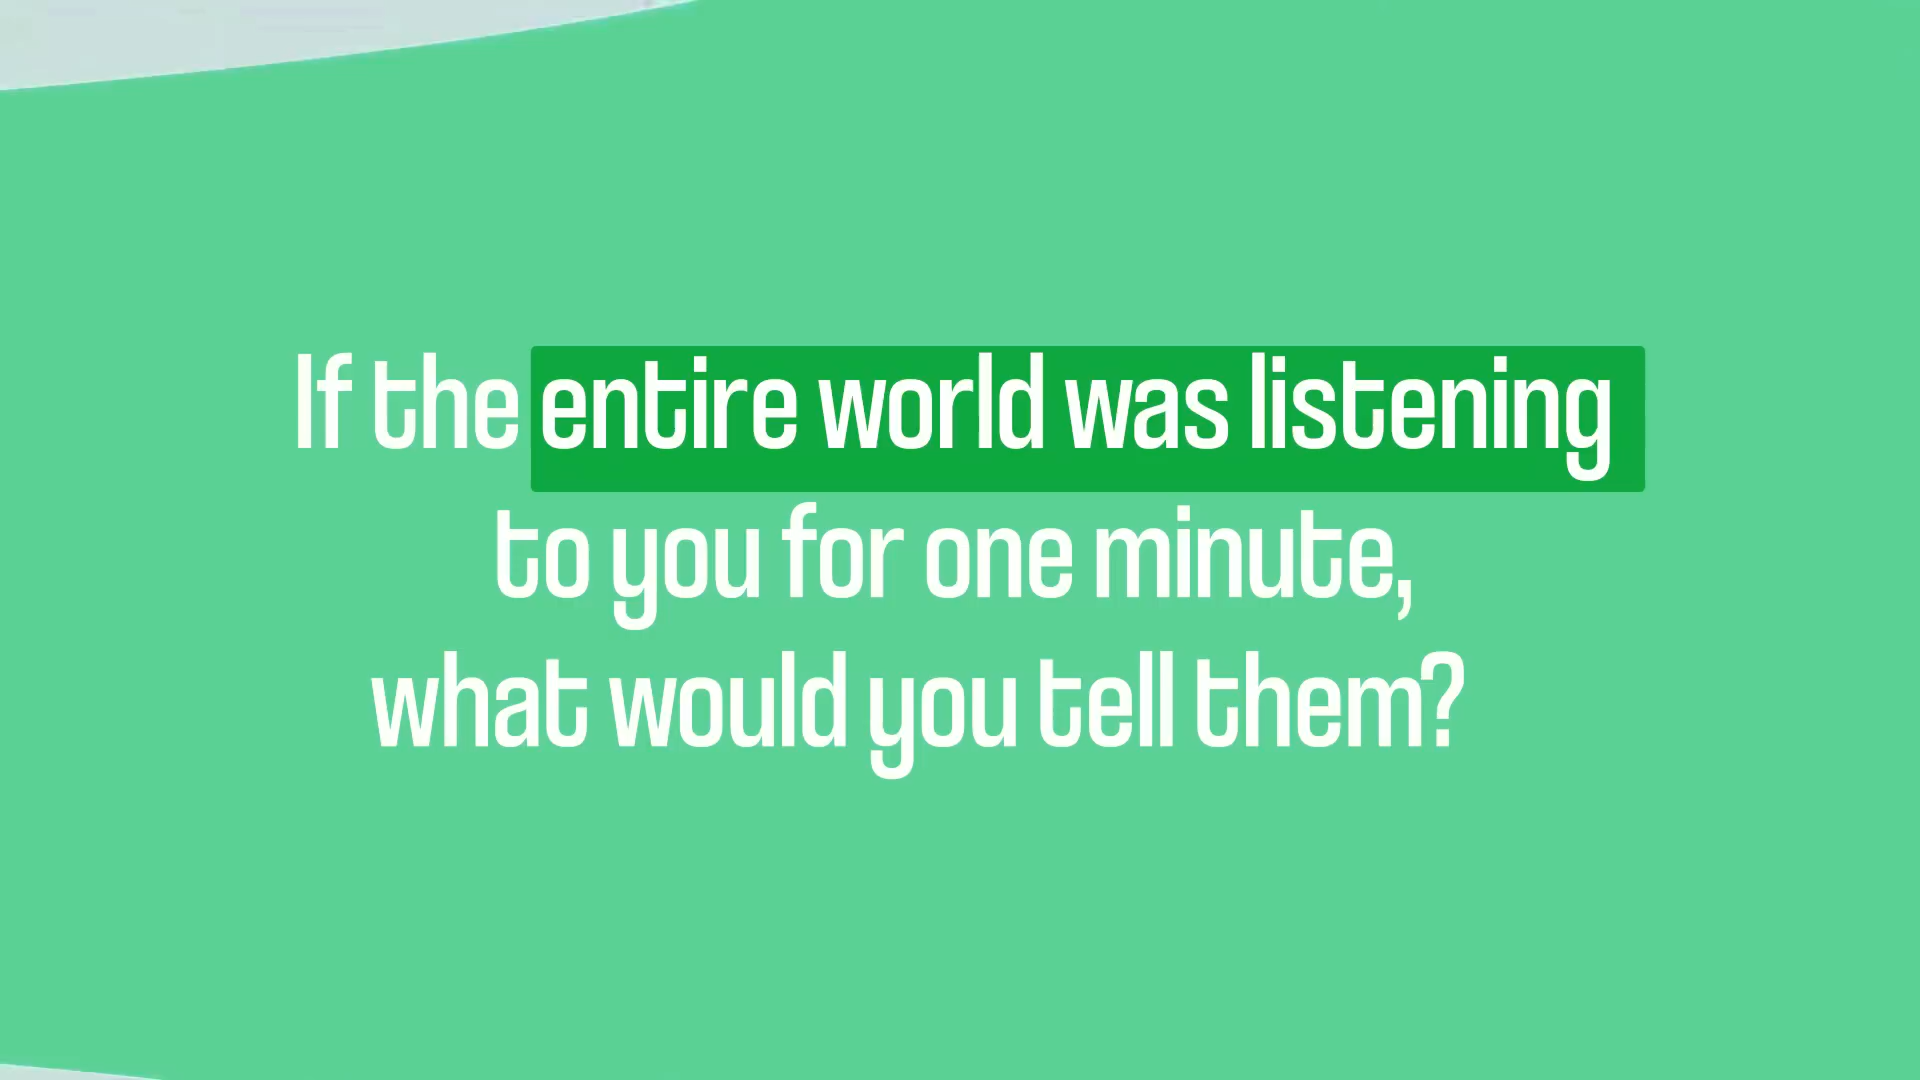 If the entire world was listening
to you for one minute,
what would you tell them?